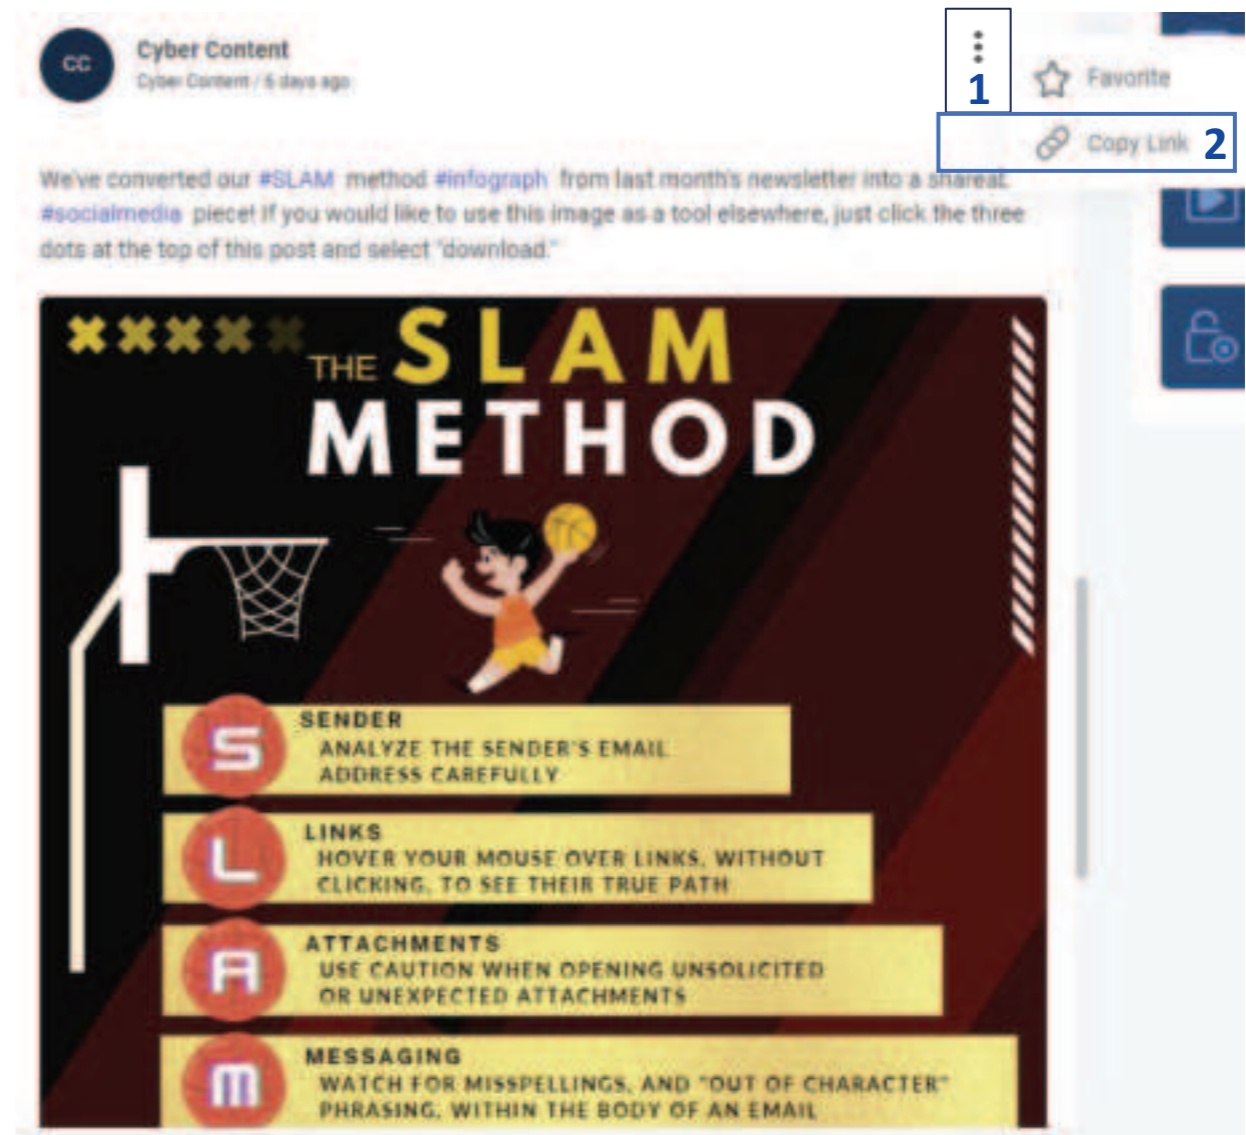 CC
Cyber Content
Cyber Content / 6 days ago
1
Favorite
Copy Link 2
We've converted our #SLAM method #infograph from last month's newsletter into a
#socialmedia piece! If you would like to use this image as a tool elsewhere, just click the three
dots at the top of this post and select "download."
THE SLAM
METHOD
S
SENDER
ANALYZE THE SENDER'S EMAIL
ADDRESS CAREFULLY
L
LINKS
HOVER YOUR MOUSE OVER LINKS, WITHOUT
CLICKING, TO SEE THEIR TRUE PATH
A
ATTACHMENTS
USE CAUTION WHEN OPENING UNSOLICITED
OR UNEXPECTED ATTACHMENTS
M
MESSAGING
WATCH FOR MISSPELLINGS, AND "OUT OF CHARACTER"
PHRASING, WITHIN THE BODY OF AN EMAIL